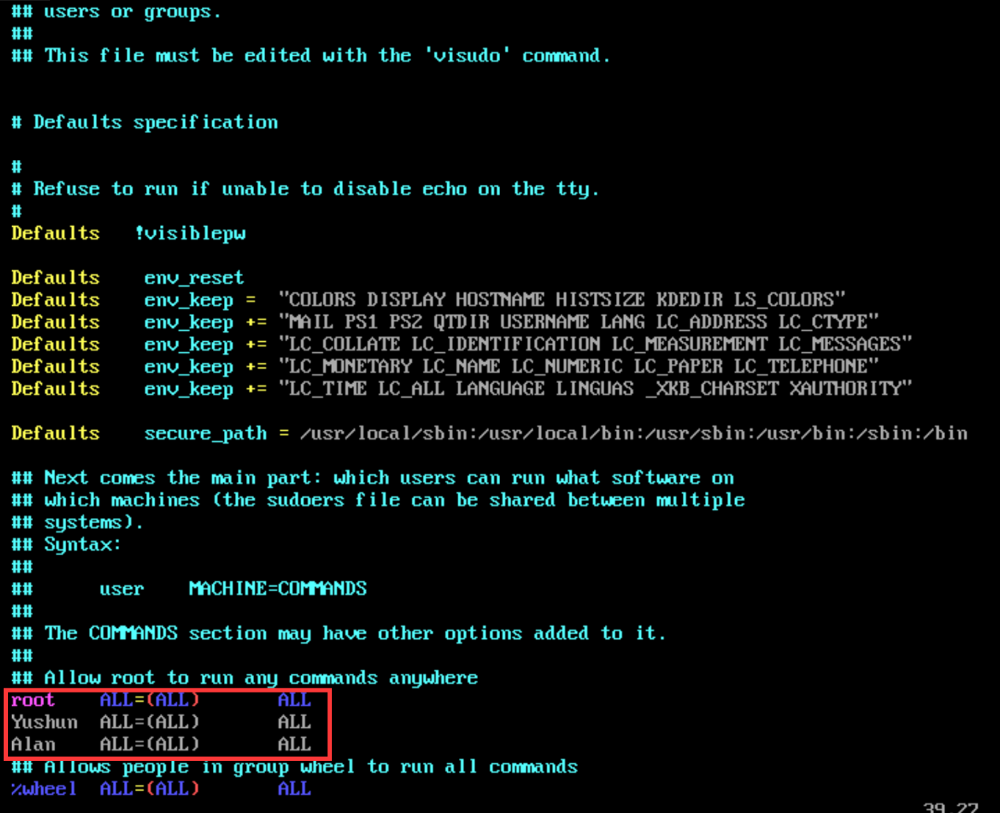 ## users or groups.
##
## This file must be edited with the 'visudo' command.
# Defaults specification
#
# Refuse to run if unable to disable echo on the tty.
#
Defaults   !visiblepw
Defaults    env_reset
Defaults    env_keep =  "COLORS DISPLAY HOSTNAME HISTSIZE KDEDIR LS_COLORS"
Defaults    env_keep += "MAIL PS1 PS2 QTDIR USERNAME LANG LC_ADDRESS LC_CTYPE"
Defaults    env_keep += "LC_COLLATE LC_IDENTIFICATION LC_MEASUREMENT LC_MESSAGES"
Defaults    env_keep += "LC_MONETARY LC_NAME LC_NUMERIC LC_PAPER LC_TELEPHONE"
Defaults    env_keep += "LC_TIME LC_ALL LANGUAGE LINGUAS _XKB_CHARSET XAUTHORITY"
Defaults    secure_path = /usr/local/sbin:/usr/local/bin:/usr/sbin:/usr/bin:/sbin:/bin
## Next comes the main part: which users can run what software on
## which machines (the sudoers file can be shared between multiple
## systems).
## Syntax:
##
##      user    MACHINE=COMMANDS
##
## The COMMANDS section may have other options added to it.
##
## Allow root to run any commands anywhere
root    ALL=(ALL)       ALL
Yushun  ALL=(ALL)       ALL
Alan    ALL=(ALL)       ALL
## Allows people in group wheel to run all commands
%wheel  ALL=(ALL)       ALL
39,27